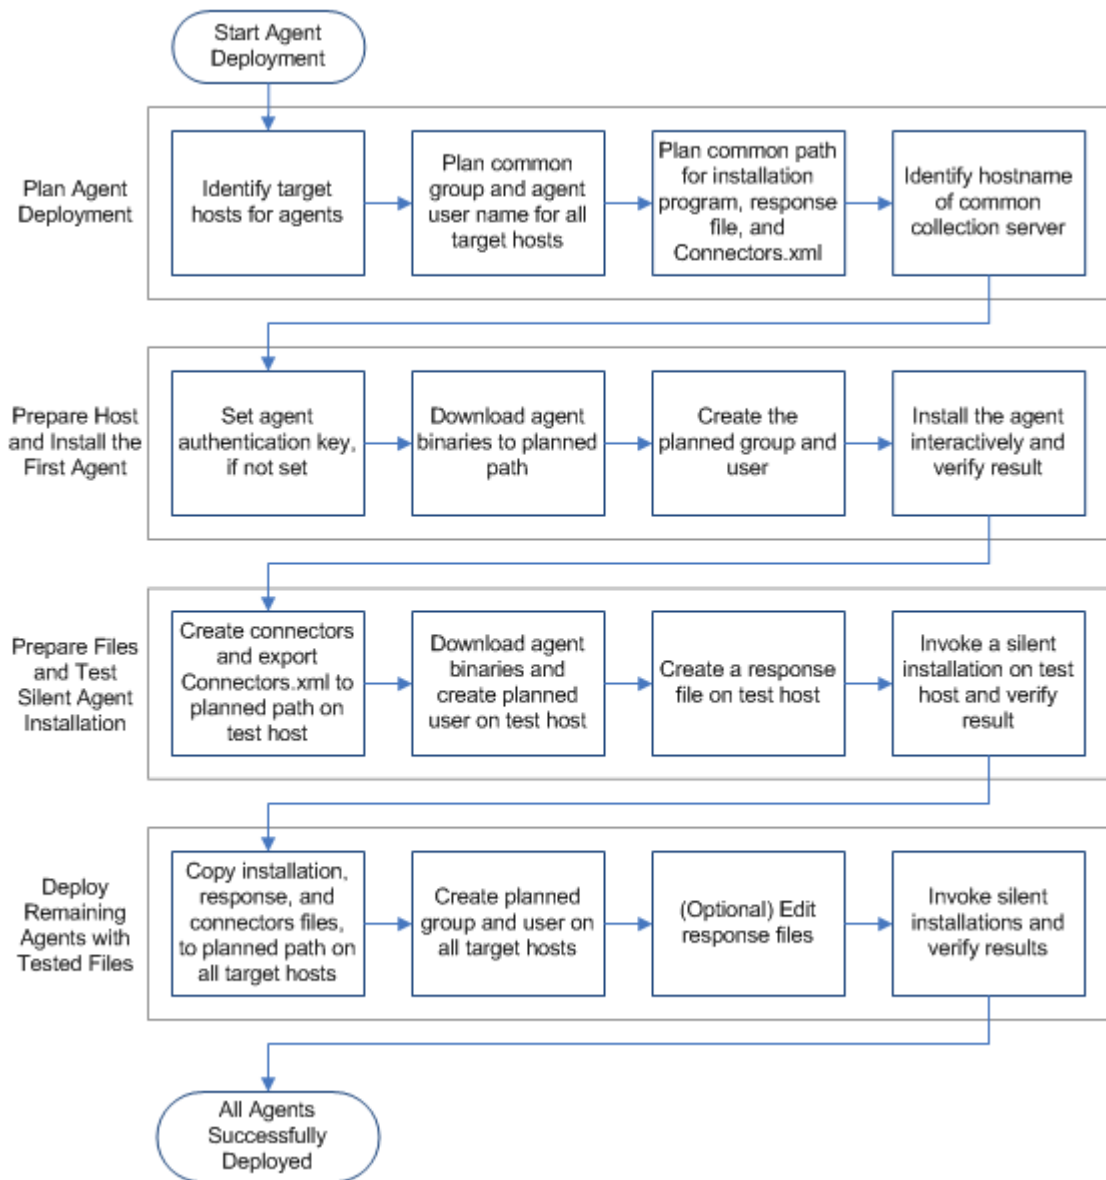 Start Agent
Deployment
Plan Agent
Deployment
Identify target
hosts for agents
Plan common
group and agent
user name for all
target hosts
Plan common path
for installation
program, response
file, and
Connectors.xml
Identify hostname
of common
collection server
Prepare Host
and Install the
First Agent
Set agent
authentication key,
if not set
Download agent
binaries to planned
path
Create the
planned group and
user
Install the agent
interactively and
verify result
Prepare Files
and Test
Silent Agent
Installation
Create connectors
and export
Connectors.xml to
planned path on
test host
Download agent
binaries and
create planned
user on test host
Create a response
file on test host
Invoke a silent
installation on test
host and verify
result
Deploy
Remaining
Agents with
Tested Files
Copy installation,
response, and
connectors files,
to planned path on
all target hosts
Create planned
group and user on
all target hosts
(Optional) Edit
response files
Invoke silent
installations and
verify results
All Agents
Successfully
Deployed